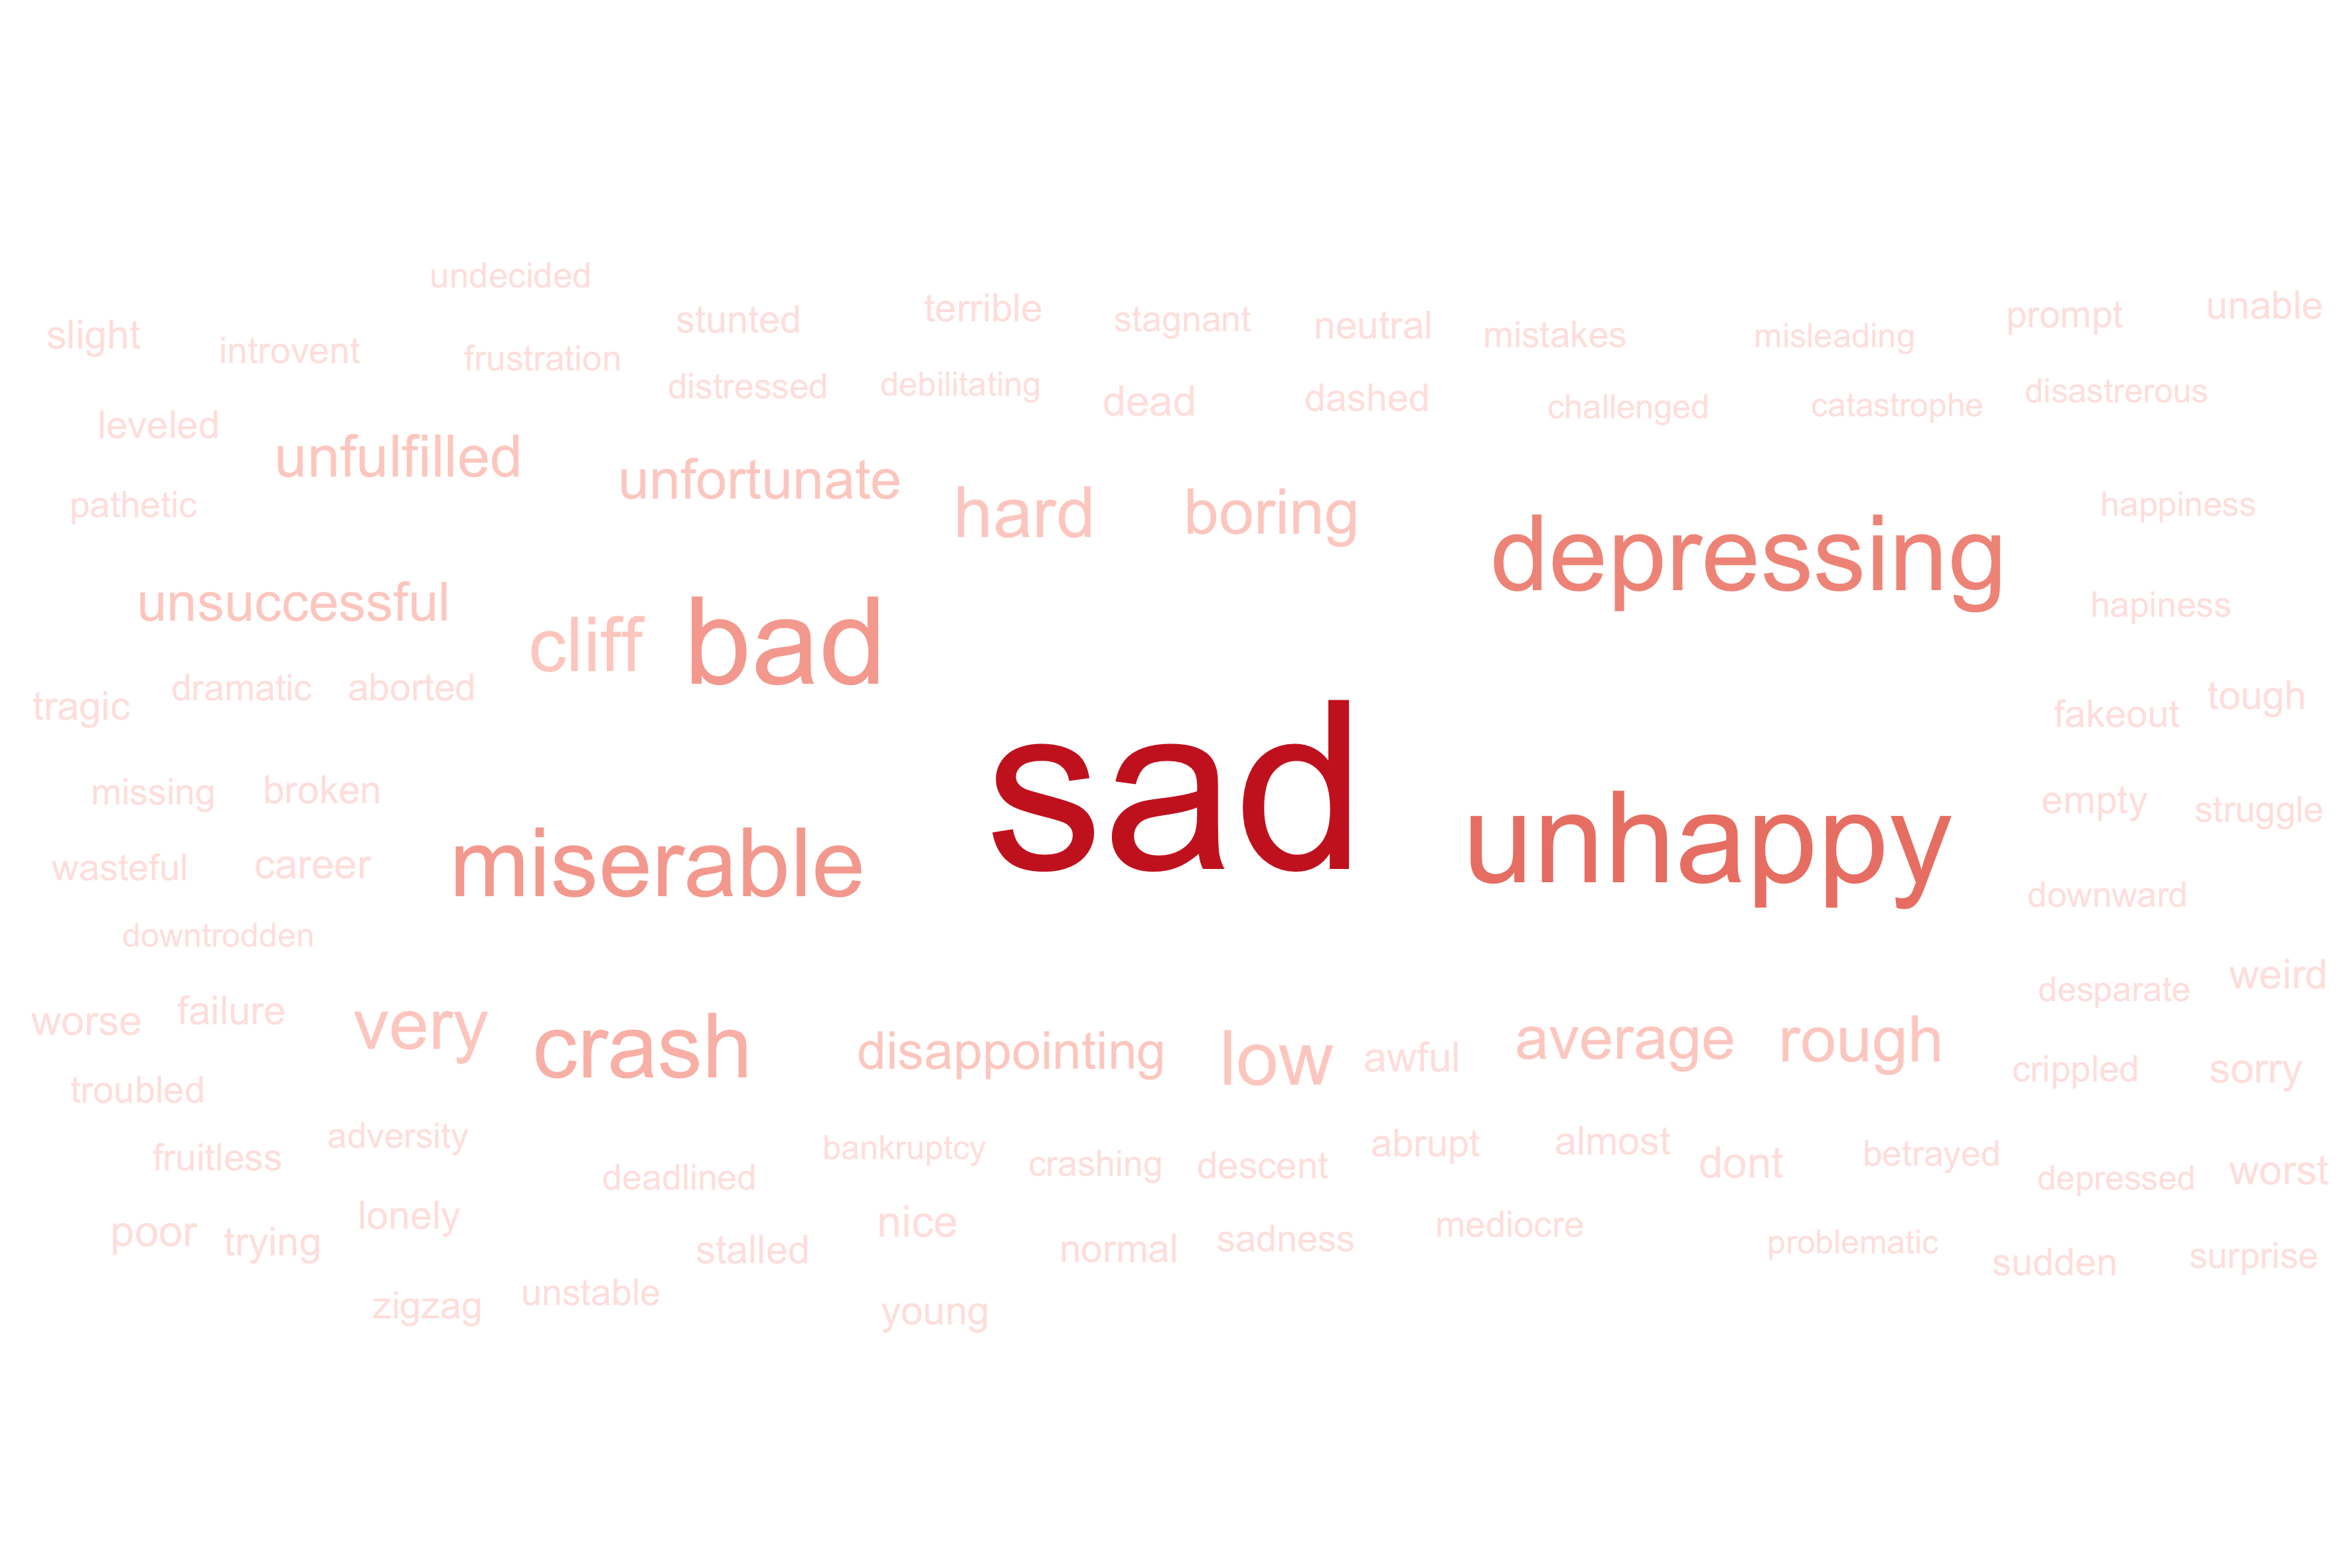 undecided
slight
introvent
frustration
stunted
terrible
stagnant
neutral
mistakes
misleading
prompt
unable
distressed
debilitating
dead
dashed
challenged
catastrophe
disasterous
leveled
unfulfilled
unfortunate
hard
boring
depressing
happiness
pathetic
unsuccessful
cliff
bad
hapiness
tragic
dramatic
aborted
sad
fakeout
tough
missing
broken
miserable
unhappy
empty
struggle
wasteful
career
downward
downtrodden
worse
failure
very
crash
disappointing
low
awful
average
rough
desparate
weird
troubled
crippled
sorry
fruitless
adversity
deadlined
bankruptcy
crashing
descent
abrupt
almost
dont
betrayed
depressed
worst
poor
trying
lonely
stalled
nice
normal
sadness
mediocre
problematic
sudden
surprise
zigzag
unstable
young